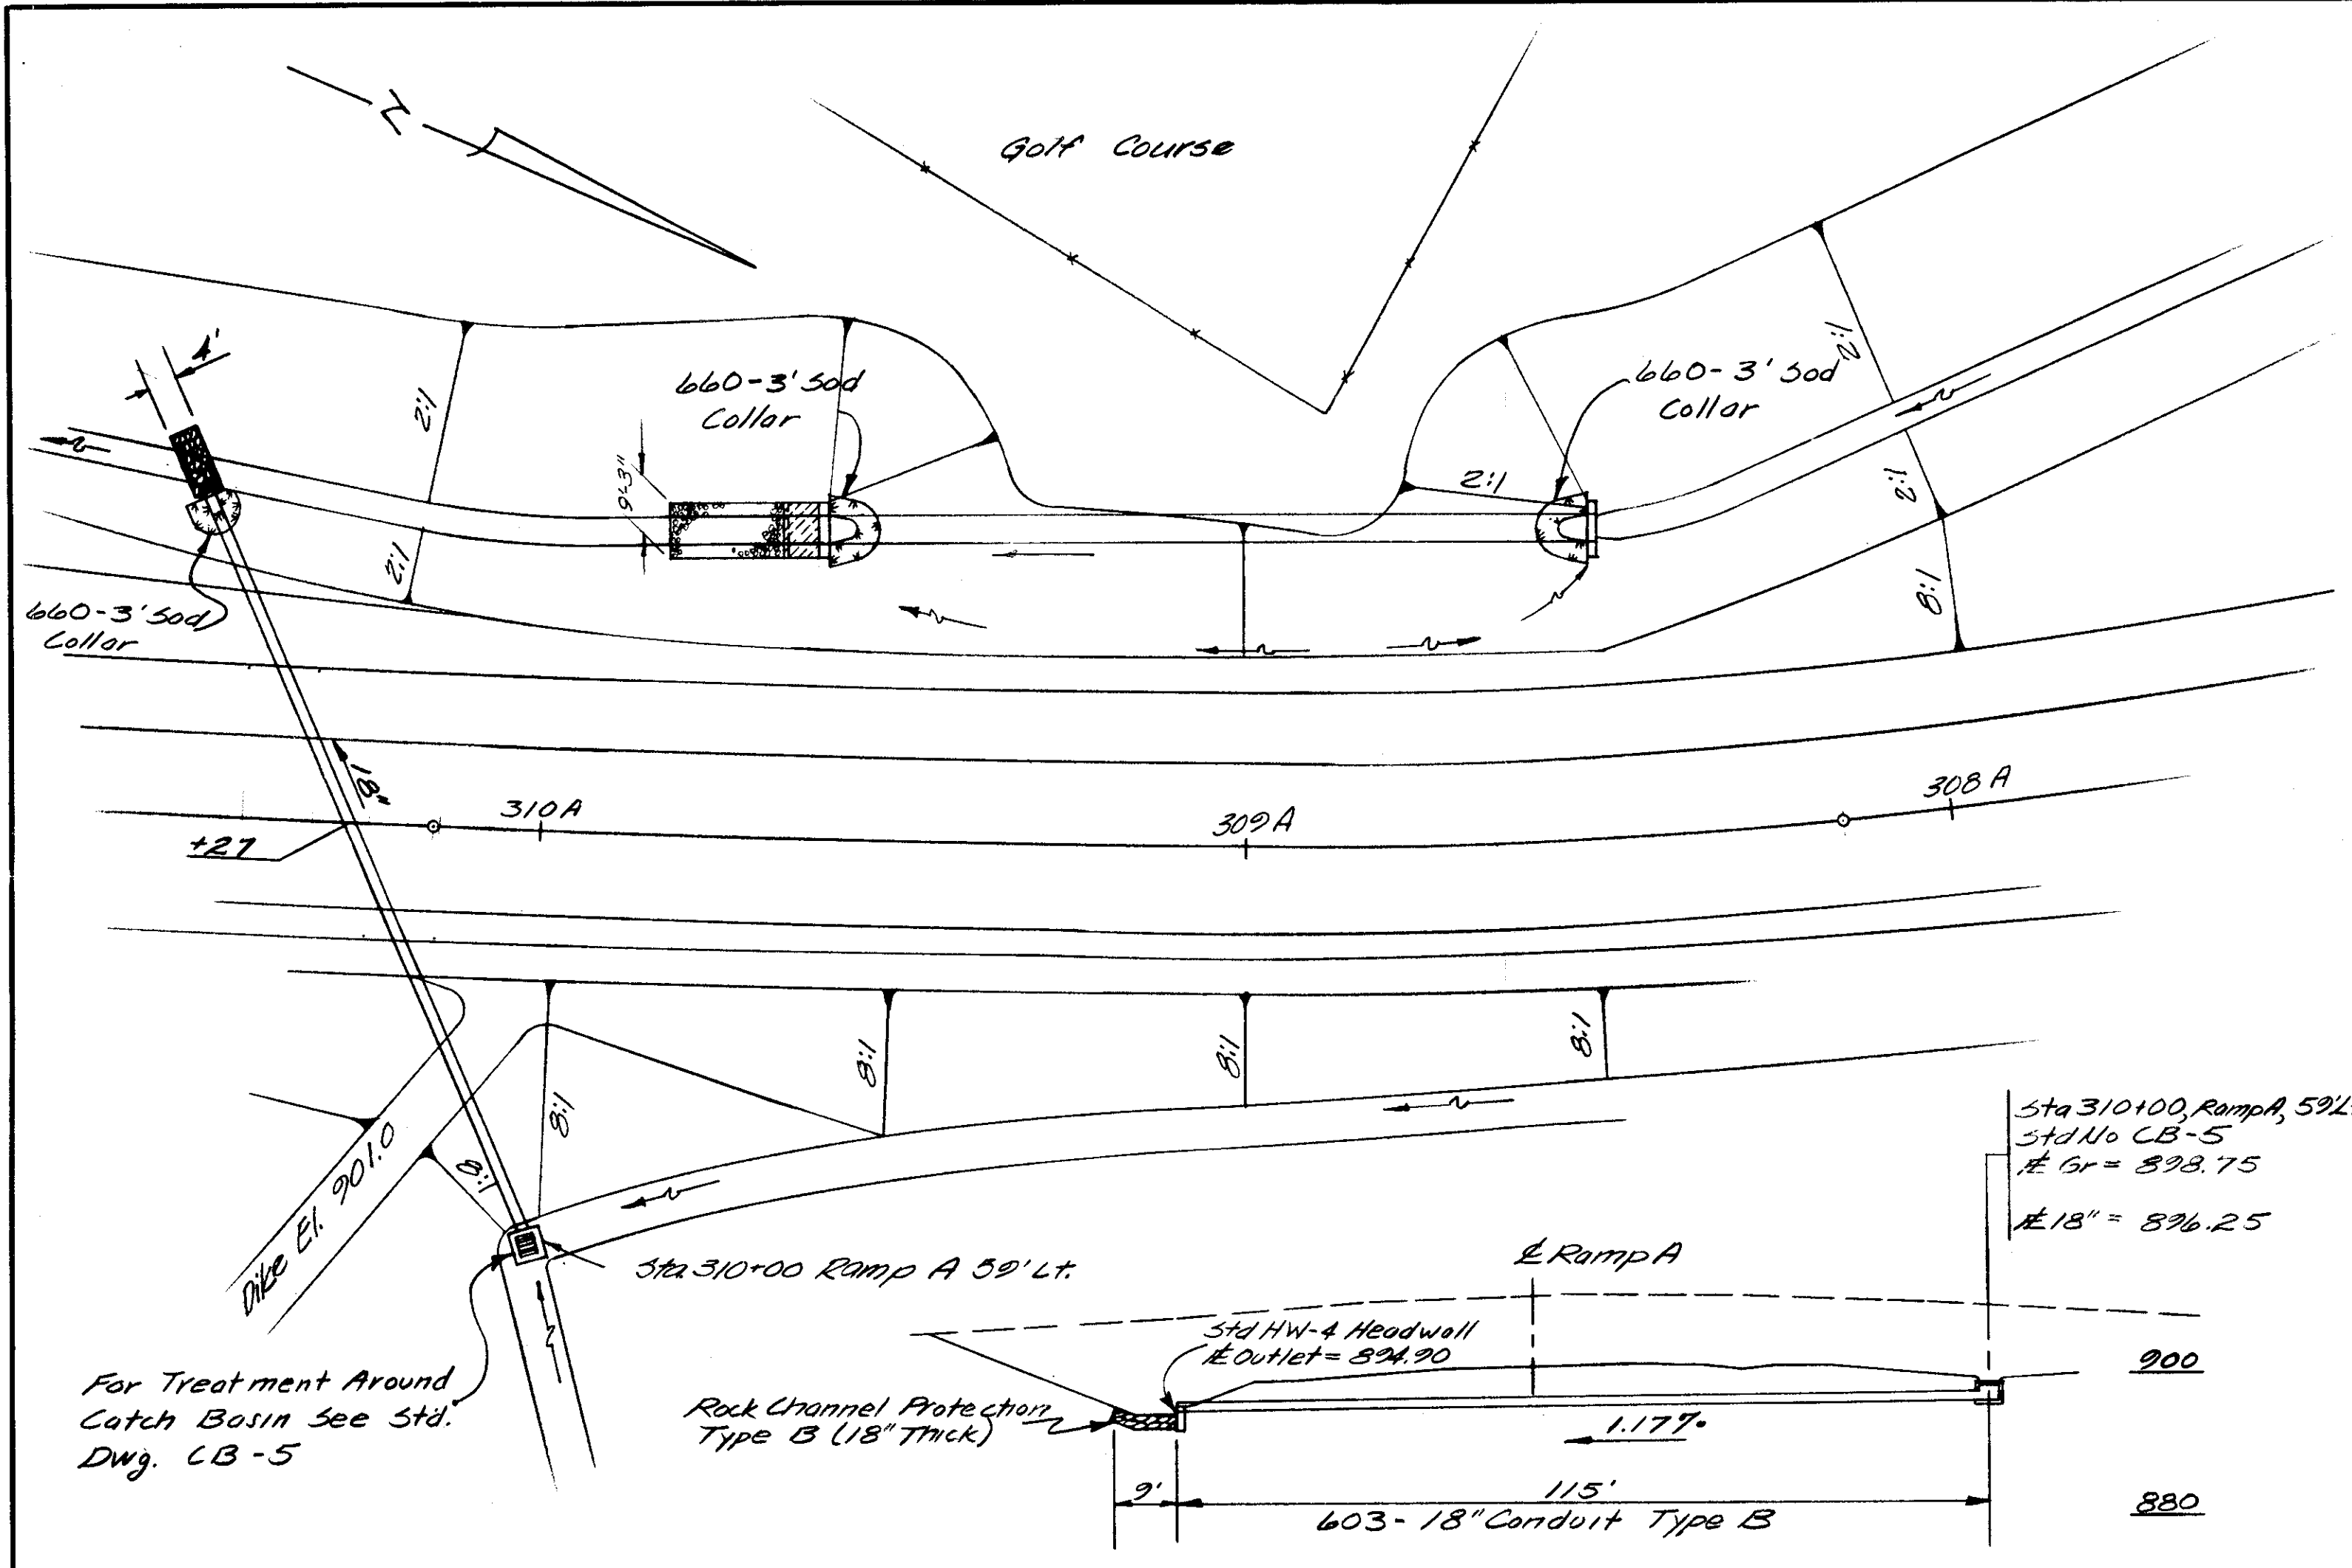 N
Golf Course
4'
2:1
660-3' Sod
Collar
660-3' Sod
Collar
2:1
9'-3"
2:1
2:1
2:1
8:1
660-3' Sod
Collar
18"
+27
310 A
309 A
308 A
8:1
8:1
8:1
8:1
8:1
Dike El. 901.0
Sta 310+00, Ramp A, 59' Lt.
Std No CB-5
℄ Gr = 898.75
℄ 18" = 896.25
Sta. 310+00 Ramp A 59' Lt.
℄ Ramp A
Std HW-4 Headwall
℄ Outlet = 894.90
900
For Treatment Around
Catch Basin See Std.
Dwg. CB-5
Rock Channel Protection
Type B (18" Thick)
1.17%
9'
115'
603 - 18" Conduit Type B
880